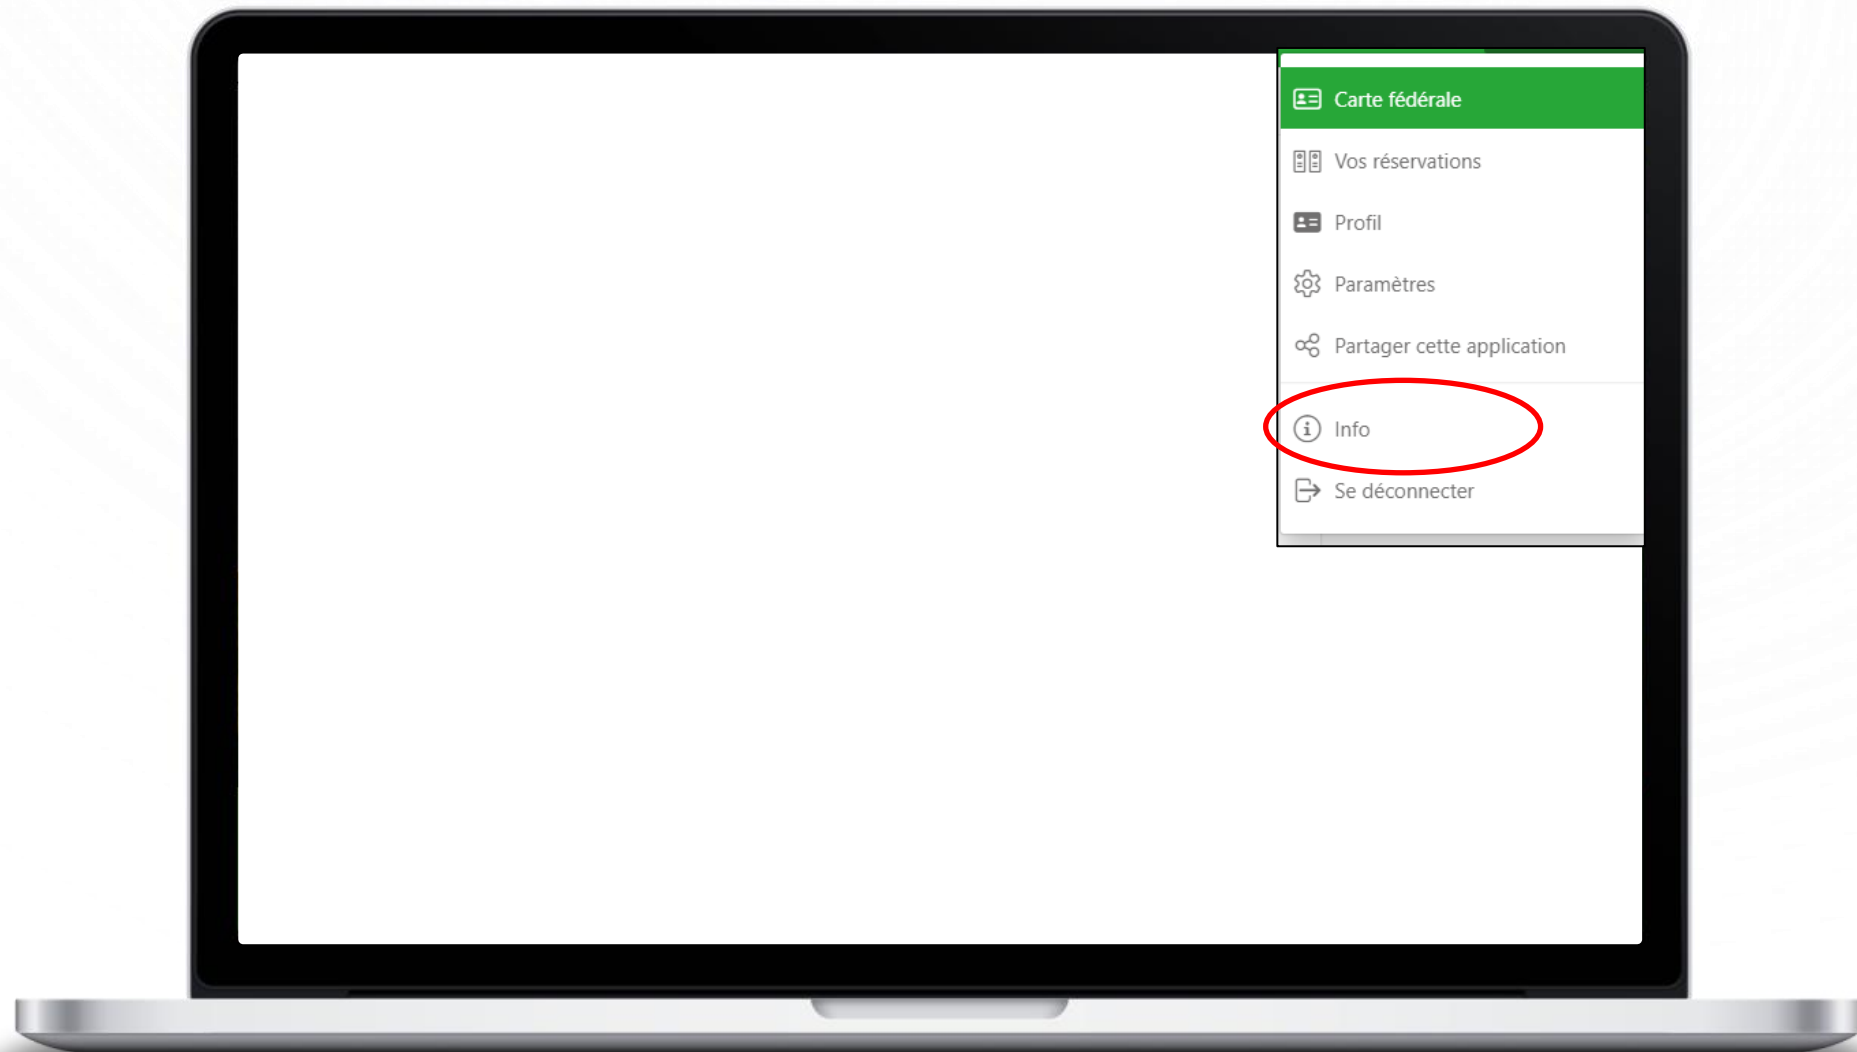 Carte fédérale
Vos réservations
Profil
Paramètres
Partager cette application
Info
Se déconnecter